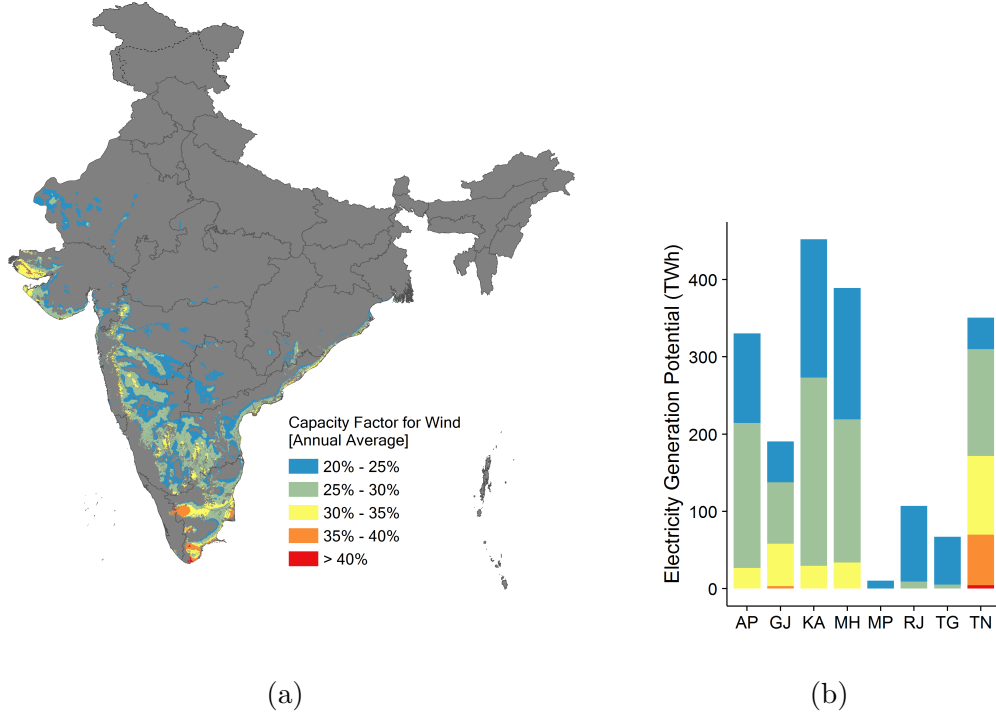 Capacity Factor for Wind
[Annual Average]
20% - 25%
25% - 30%
30% - 35%
35% - 40%
> 40%
(a)
Electricity Generation Potential (TWh)
400
300
200
100
0
AP GJ KA MH MP RJ TG TN
(b)